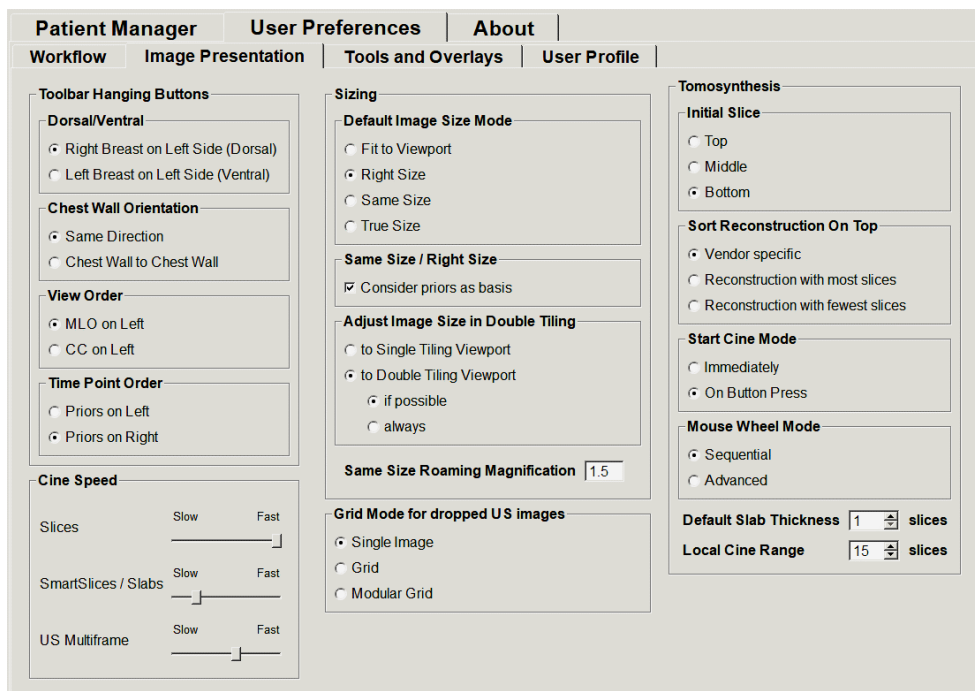 Patient Manager
User Preferences
About
Workflow
Image Presentation
Tools and Overlays
User Profile
Toolbar Hanging Buttons
Dorsal/Ventral
Right Breast on Left Side (Dorsal)
Left Breast on Left Side (Ventral)
Chest Wall Orientation
Same Direction
Chest Wall to Chest Wall
View Order
MLO on Left
CC on Left
Time Point Order
Priors on Left
Priors on Right
Cine Speed
Slices
Slow Fast
SmartSlices / Slabs
Slow Fast
US Multiframe
Slow Fast
Sizing
Default Image Size Mode
Fit to Viewport
Right Size
Same Size
True Size
Same Size / Right Size
Consider priors as basis
Adjust Image Size in Double Tiling
to Single Tiling Viewport
to Double Tiling Viewport
if possible
always
Same Size Roaming Magnification 1.5
Grid Mode for dropped US images
Single Image
Grid
Modular Grid
Tomosynthesis
Initial Slice
Top
Middle
Bottom
Sort Reconstruction On Top
Vendor specific
Reconstruction with most slices
Reconstruction with fewest slices
Start Cine Mode
Immediately
On Button Press
Mouse Wheel Mode
Sequential
Advanced
Default Slab Thickness 1 slices
Local Cine Range 15 slices